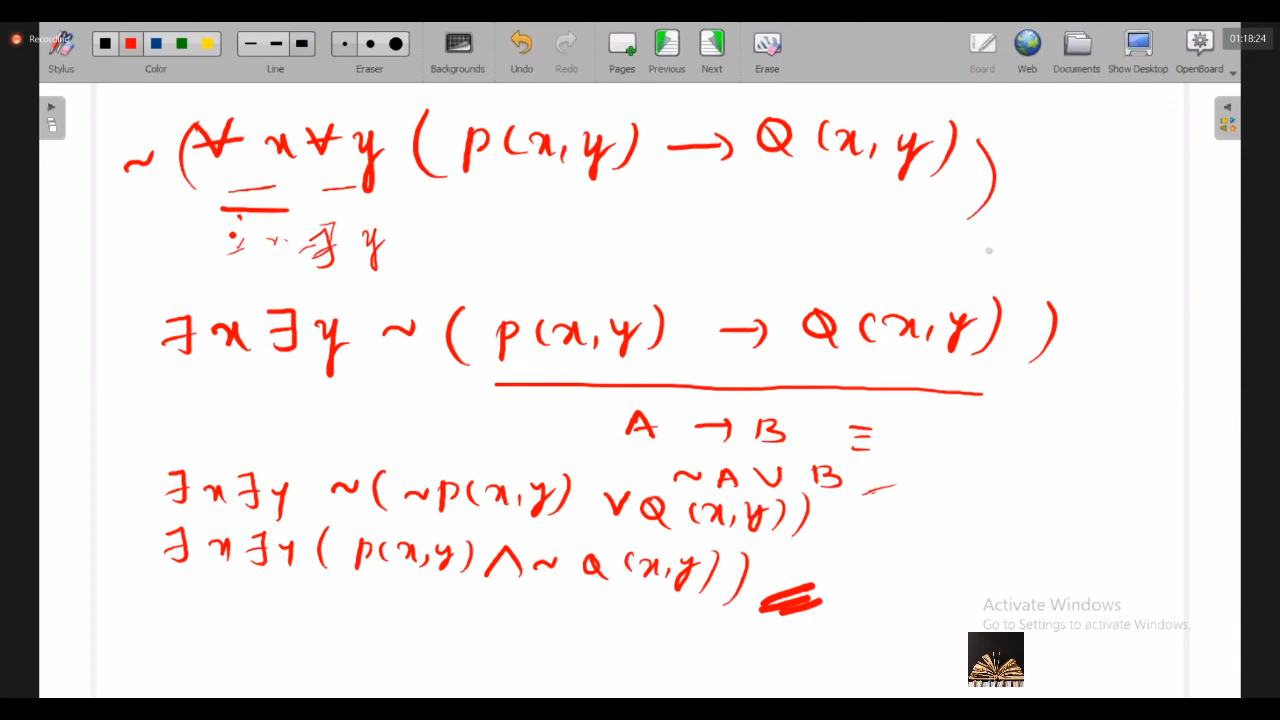 Recording
01:18:24
Stylus Color Line Eraser Backgrounds Undo Redo Pages Previous Next Erase Board Web Documents Show Desktop OpenBoard
~ (∀ x ∀ y ( P(x,y) → Q (x,y) )
∃ y
∃ x ∃ y ~ ( P(x,y) → Q (x,y) ) )
A → B ≡
~ A ∨ B
∃ x ∃ y ~( ~P(x,y) ∨ Q (x,y))
∃ x ∃ y ( P(x,y) ∧ ~ Q (x,y))
Activate Windows
Go to Settings to activate Windows.